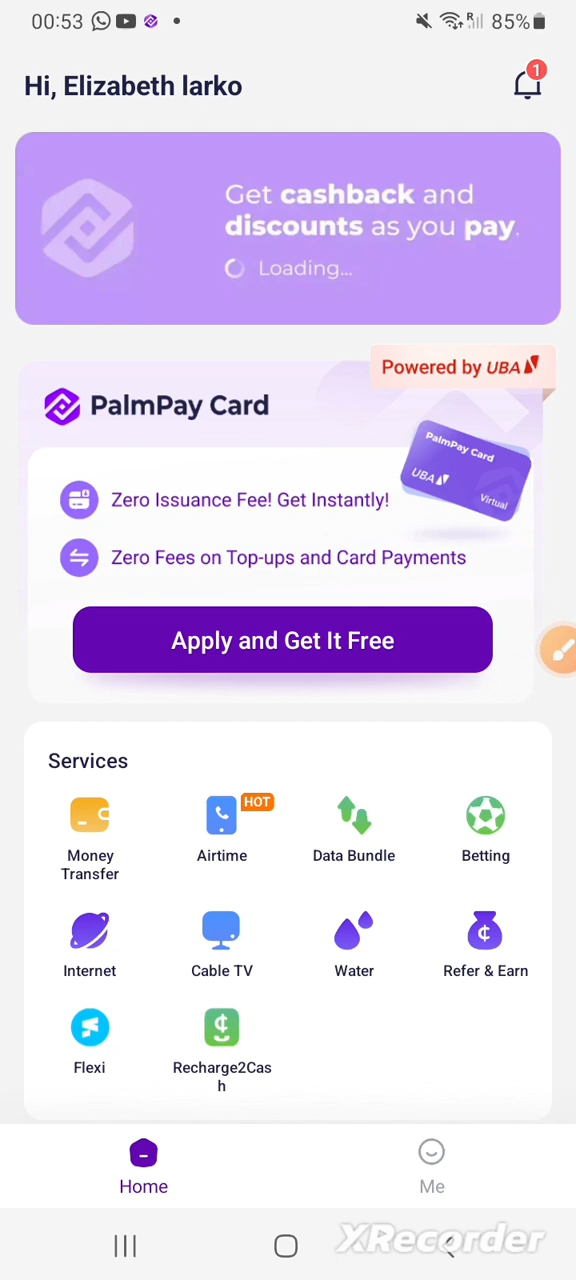 00:53 85%
Hi, Elizabeth larko
1
Get cashback and
discounts as you pay.
Loading...
Powered by UBA
PalmPay Card
PalmPay Card
UBA
Virtual
Zero Issuance Fee! Get Instantly!
Zero Fees on Top-ups and Card Payments
Apply and Get It Free
Services
HOT
Money
Transfer
Airtime
Data Bundle
Betting
Internet
Cable TV
Water
Refer & Earn
Flexi
Recharge2Cas
h
Home
Me
XRecorder